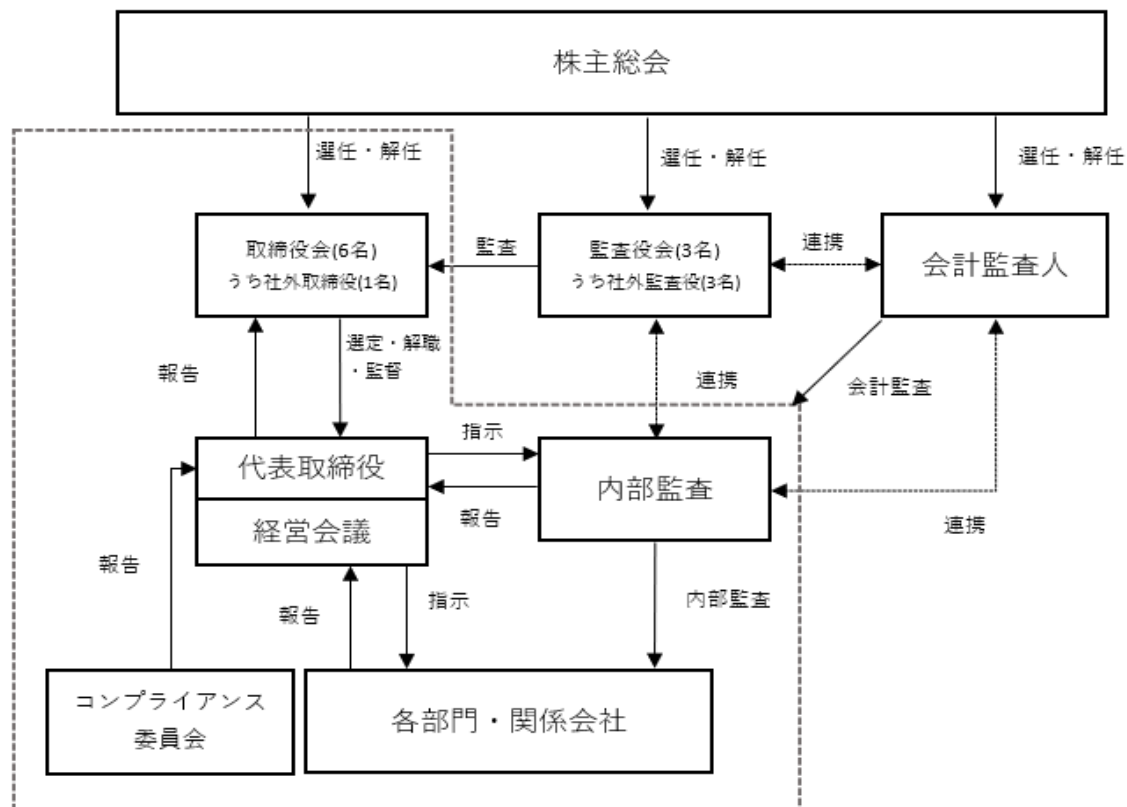 株主総会
選任・解任
選任・解任
選任・解任
取締役会(6名)
うち社外取締役(1名)
監査
監査役会(3名)
うち社外監査役(3名)
連携
会計監査人
報告
選定・解職
・監督
連携
会計監査
代表取締役
経営会議
指示
報告
内部監査
連携
報告
報告
指示
内部監査
コンプライアンス
委員会
各部門・関係会社